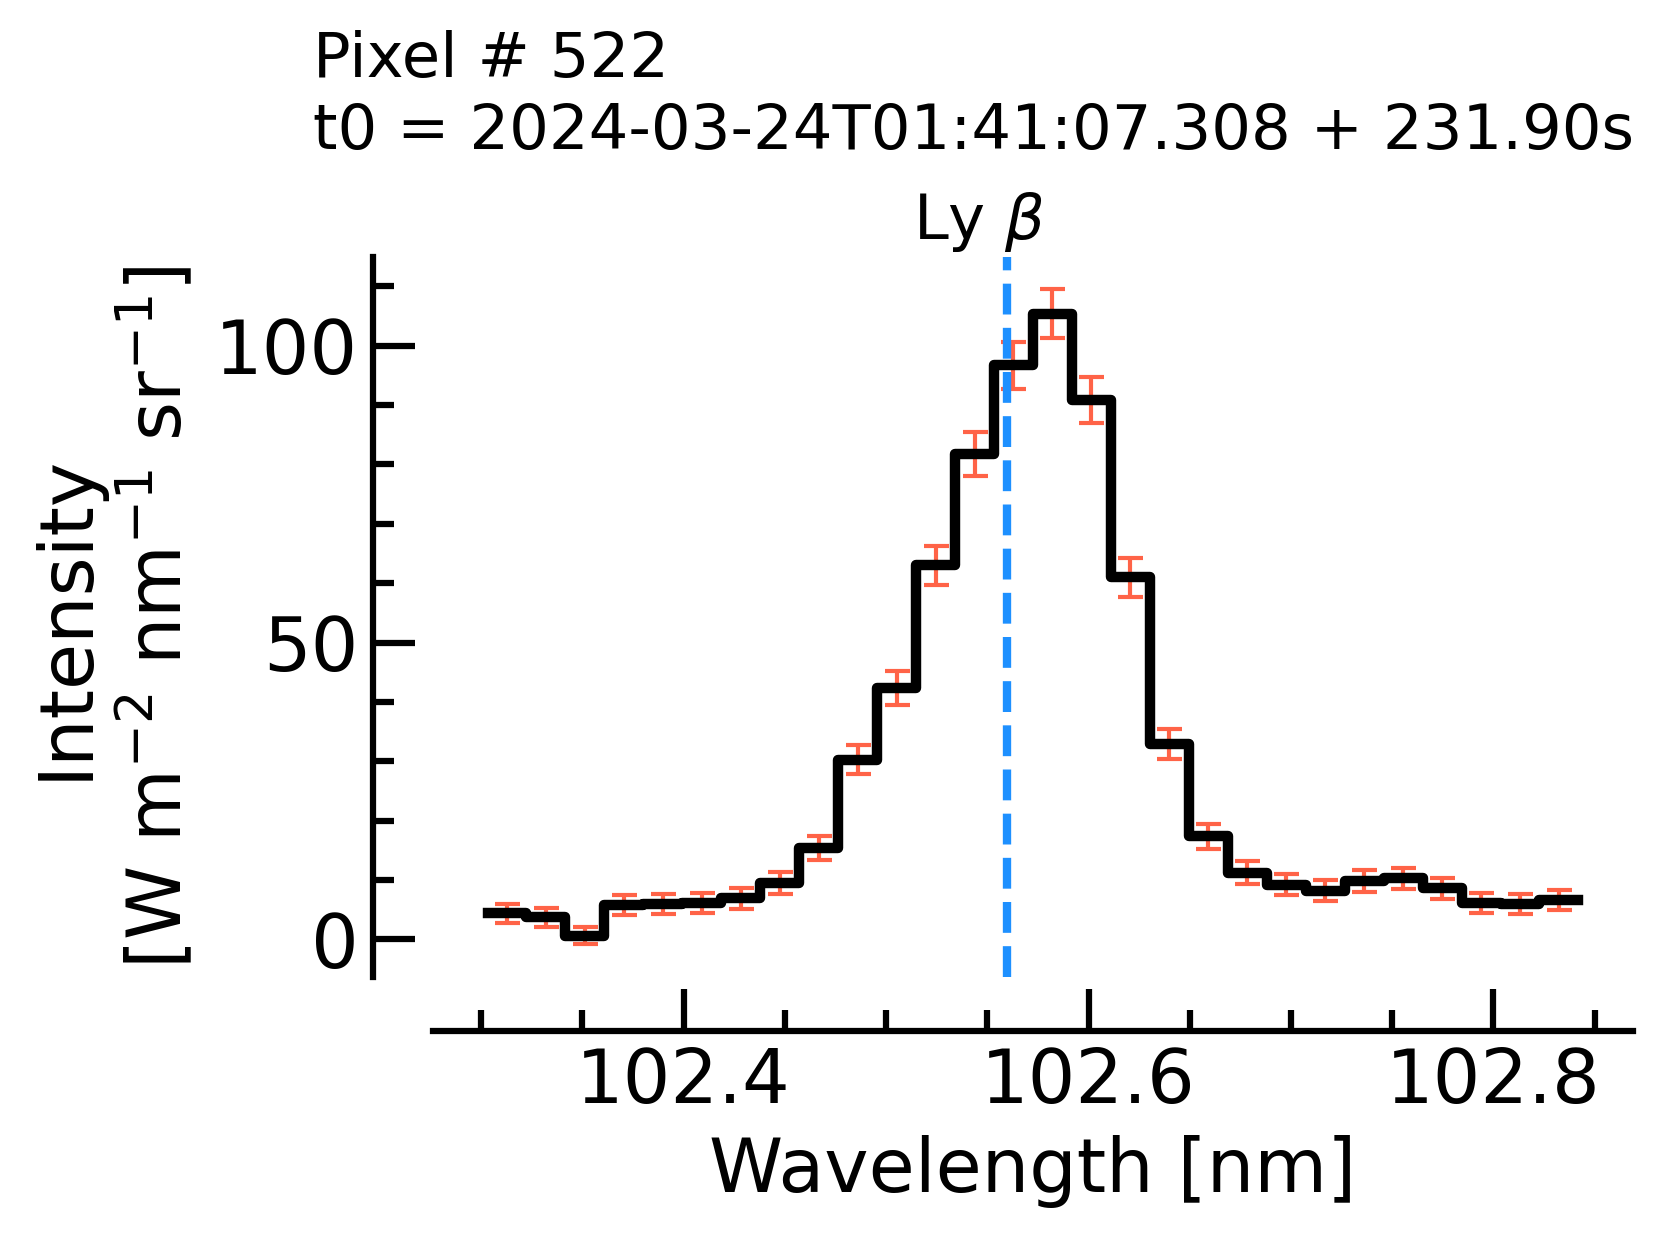 Pixel # 522
t0 = 2024-03-24T01:41:07.308 + 231.90s
Ly β
Intensity
[W m⁻² nm⁻¹ sr⁻¹]
100
50
0
102.4 102.6 102.8
Wavelength [nm]